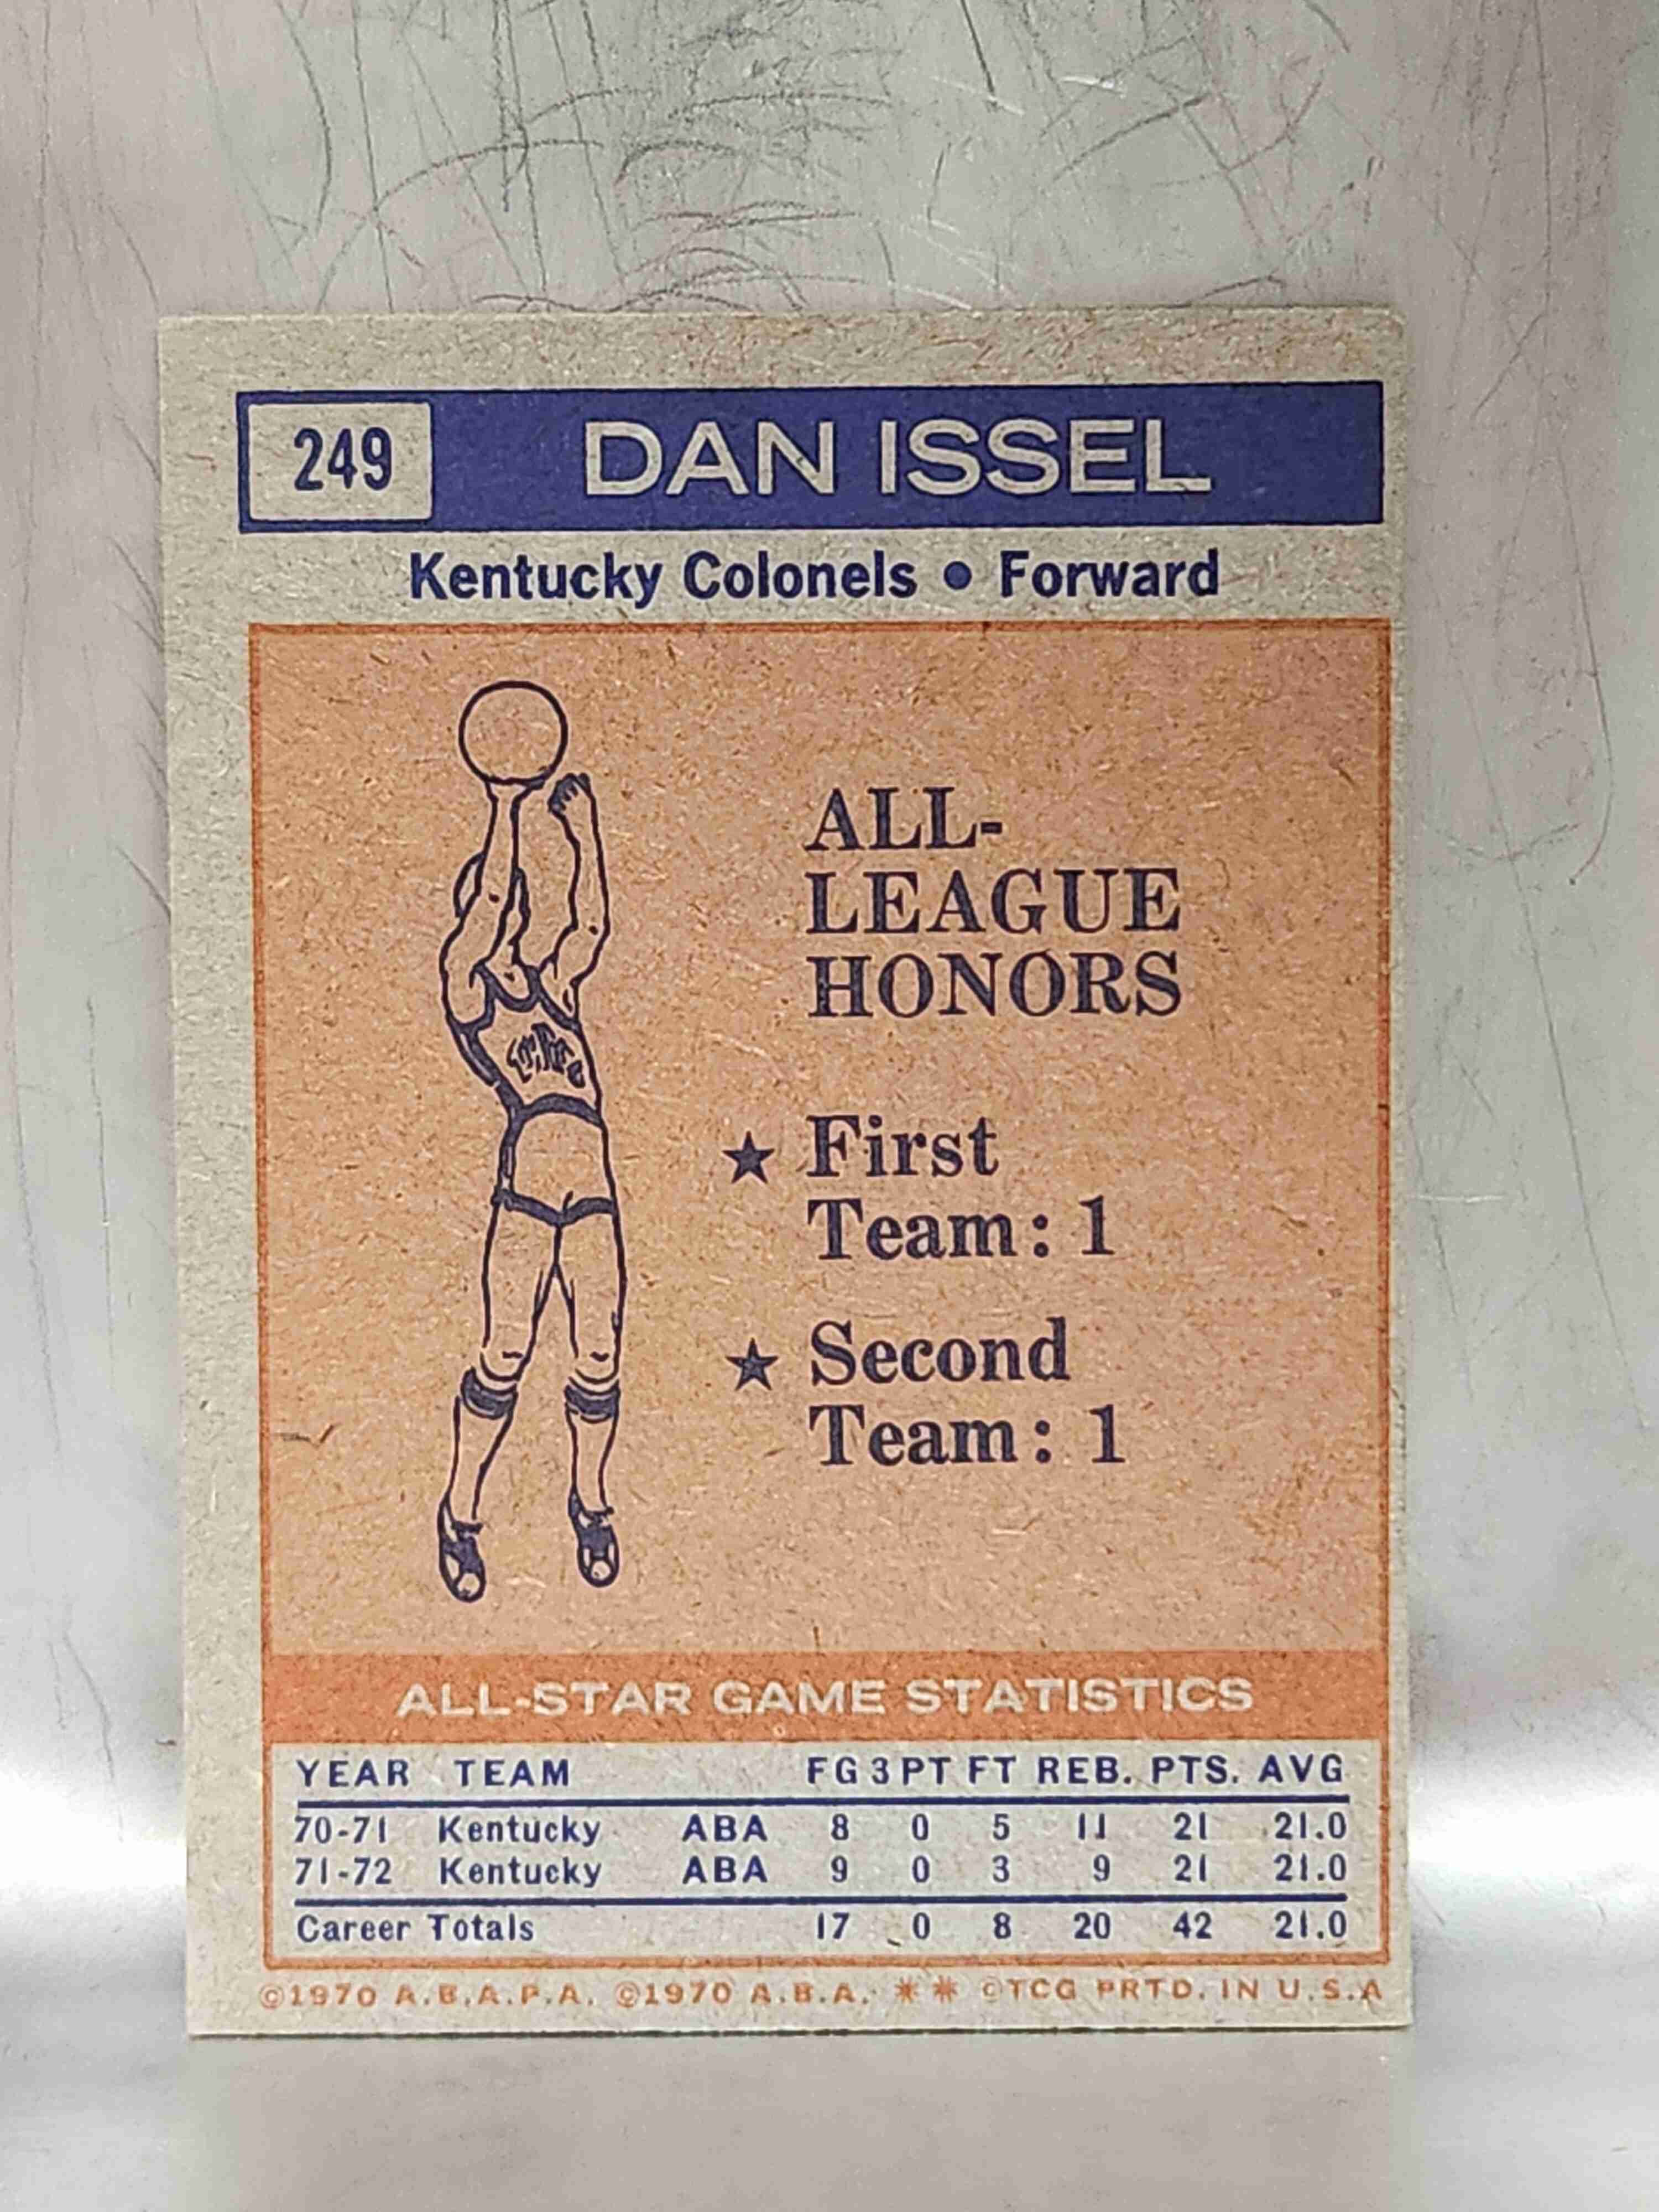 249 DAN ISSEL
Kentucky Colonels • Forward
ALL-
LEAGUE
HONORS
★ First
Team: 1
★ Second
Team: 1
ALL-STAR GAME STATISTICS
YEAR TEAM FG 3PT FT REB. PTS. AVG
70-71 Kentucky ABA 8 0 5 11 21 21.0
71-72 Kentucky ABA 9 0 3 9 21 21.0
Career Totals 17 0 8 20 42 21.0
©1970 A.B.A.P.A. ©1970 A.B.A. ** ©TCG PRTD. IN U.S.A